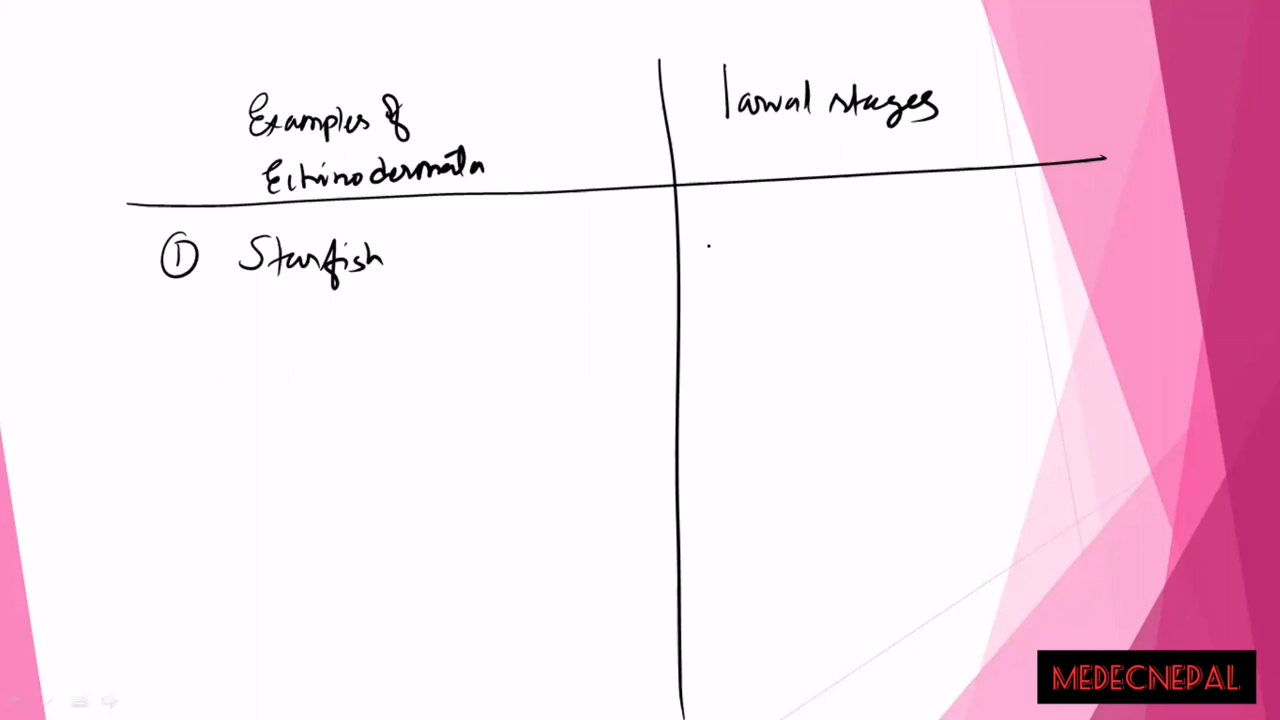 Examples of
Echinodermata
larval stages
① Starfish
MEDECNEPAL